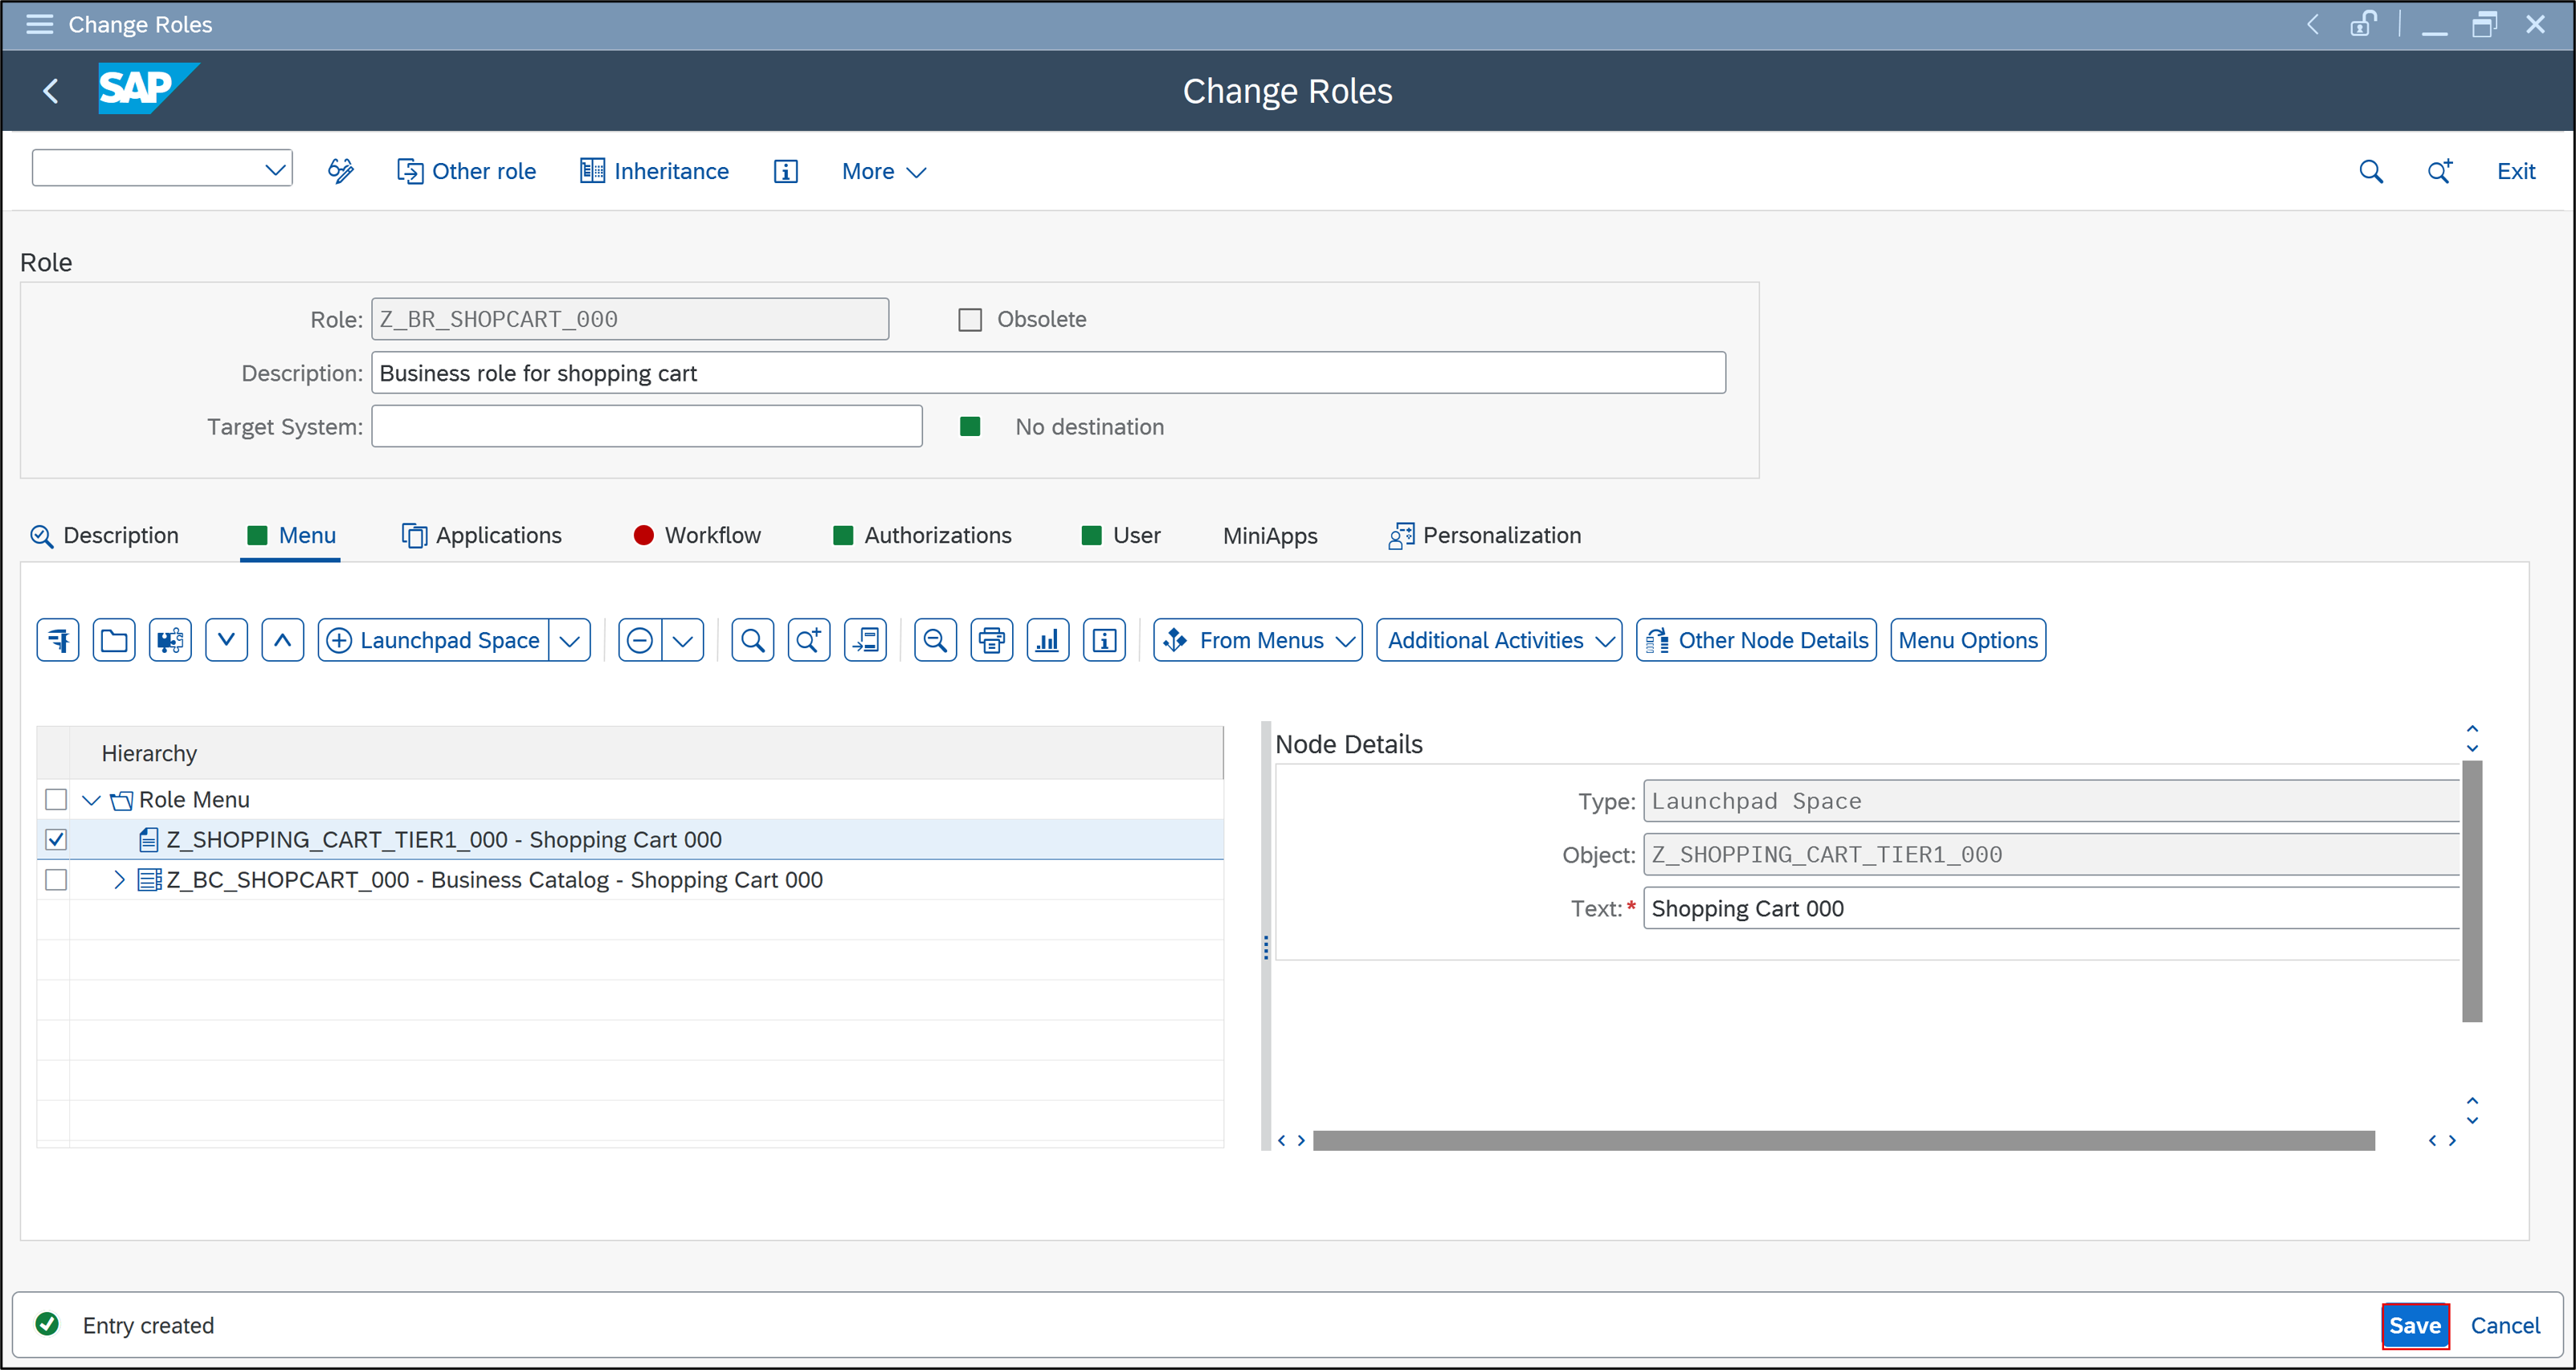 Change Roles
SAP
Change Roles
Other role Inheritance More Exit
Role
Role: Z_BR_SHOPCART_000 Obsolete
Description: Business role for shopping cart
Target System: No destination
Description Menu Applications Workflow Authorizations User MiniApps Personalization
Launchpad Space From Menus Additional Activities Other Node Details Menu Options
Hierarchy
Role Menu
Z_SHOPPING_CART_TIER1_000 - Shopping Cart 000
Z_BC_SHOPCART_000 - Business Catalog - Shopping Cart 000
Node Details
Type: Launchpad Space
Object: Z_SHOPPING_CART_TIER1_000
Text:* Shopping Cart 000
Entry created
Save Cancel